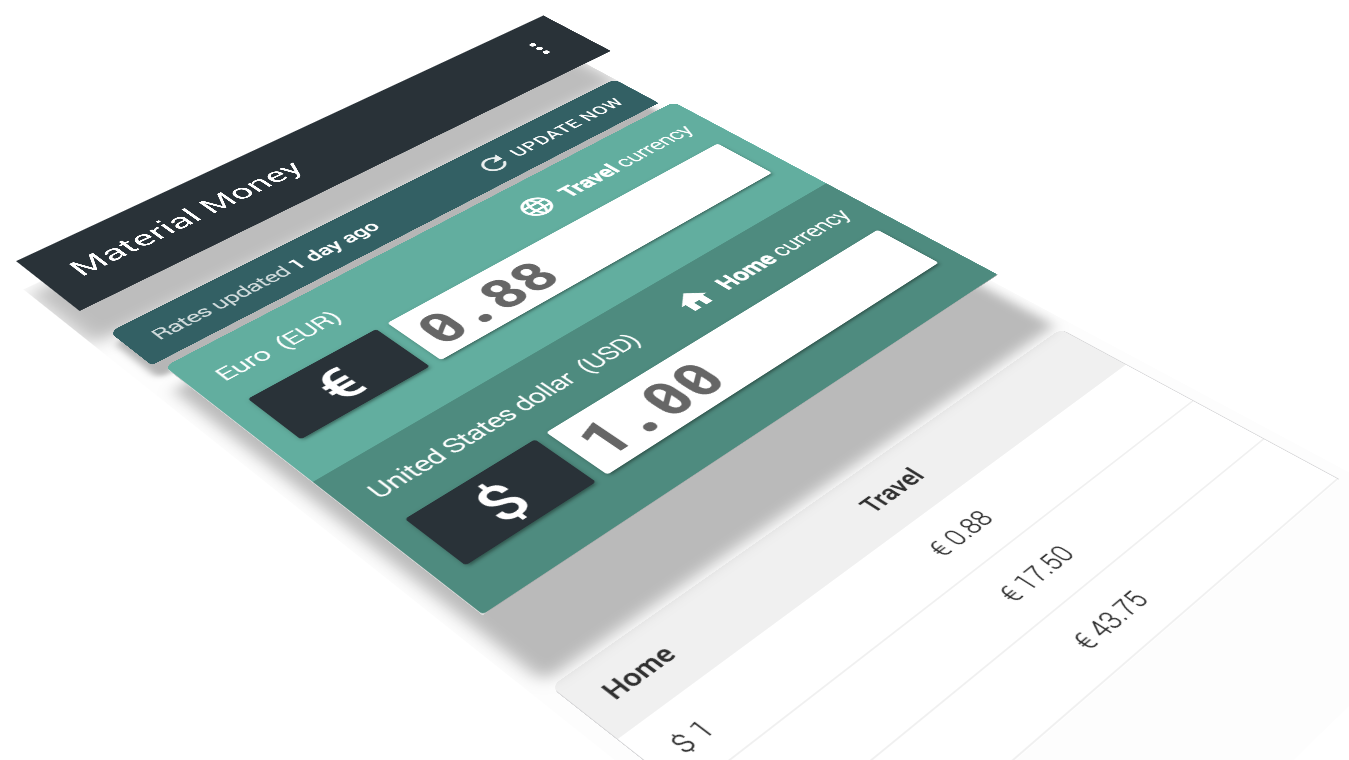 Material Money
Rates updated 1 day ago
UPDATE NOW
Euro (EUR)
Travel currency
€
0.88
United States dollar (USD)
Home currency
$
1.00
Home
Travel
$ 1
€ 0.88
€ 17.50
€ 43.75